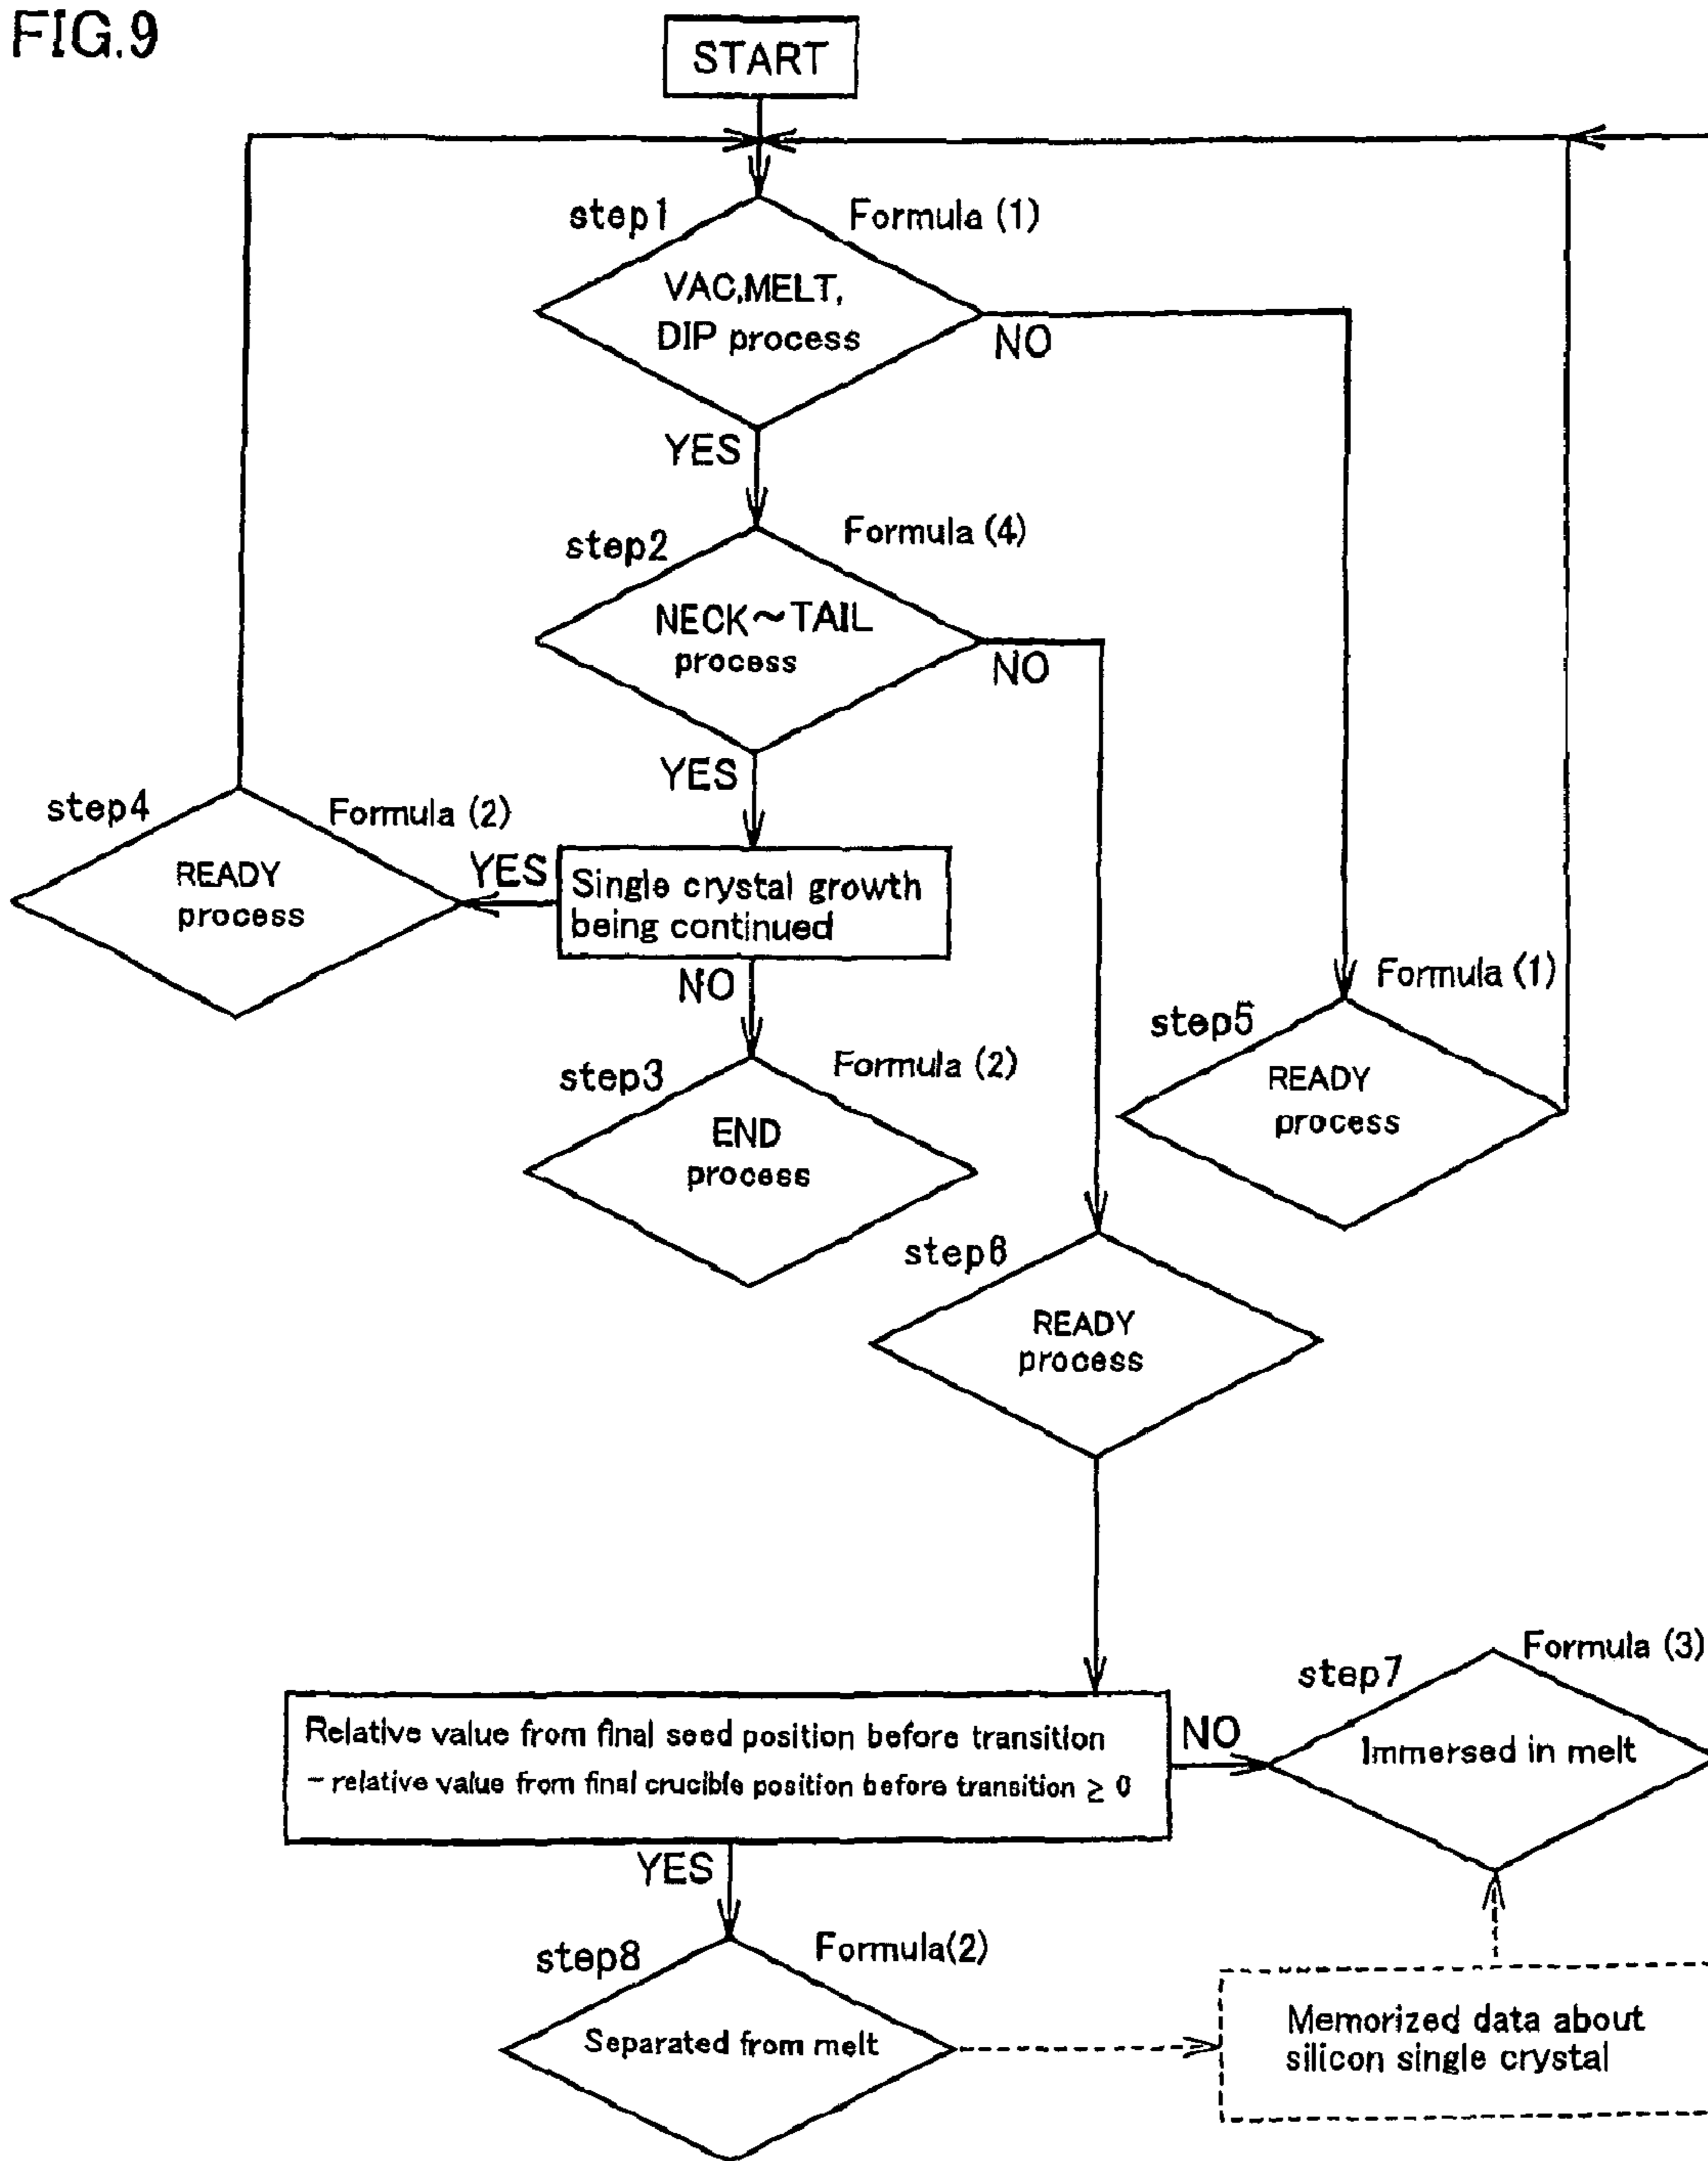 FIG.9
START
step1
Formula (1)
VAC,MELT,
DIP process
NO
YES
step2
Formula (4)
NECK~TAIL
process
NO
YES
step4
Formula (2)
READY
process
YES
Single crystal growth
being continued
NO
step3
Formula (2)
END
process
step5
Formula (1)
READY
process
step6
READY
process
Relative value from final seed position before transition
- relative value from final crucible position before transition ≥ 0
NO
step7
Formula (3)
Immersed in melt
YES
step8
Formula(2)
Separated from melt
Memorized data about
silicon single crystal